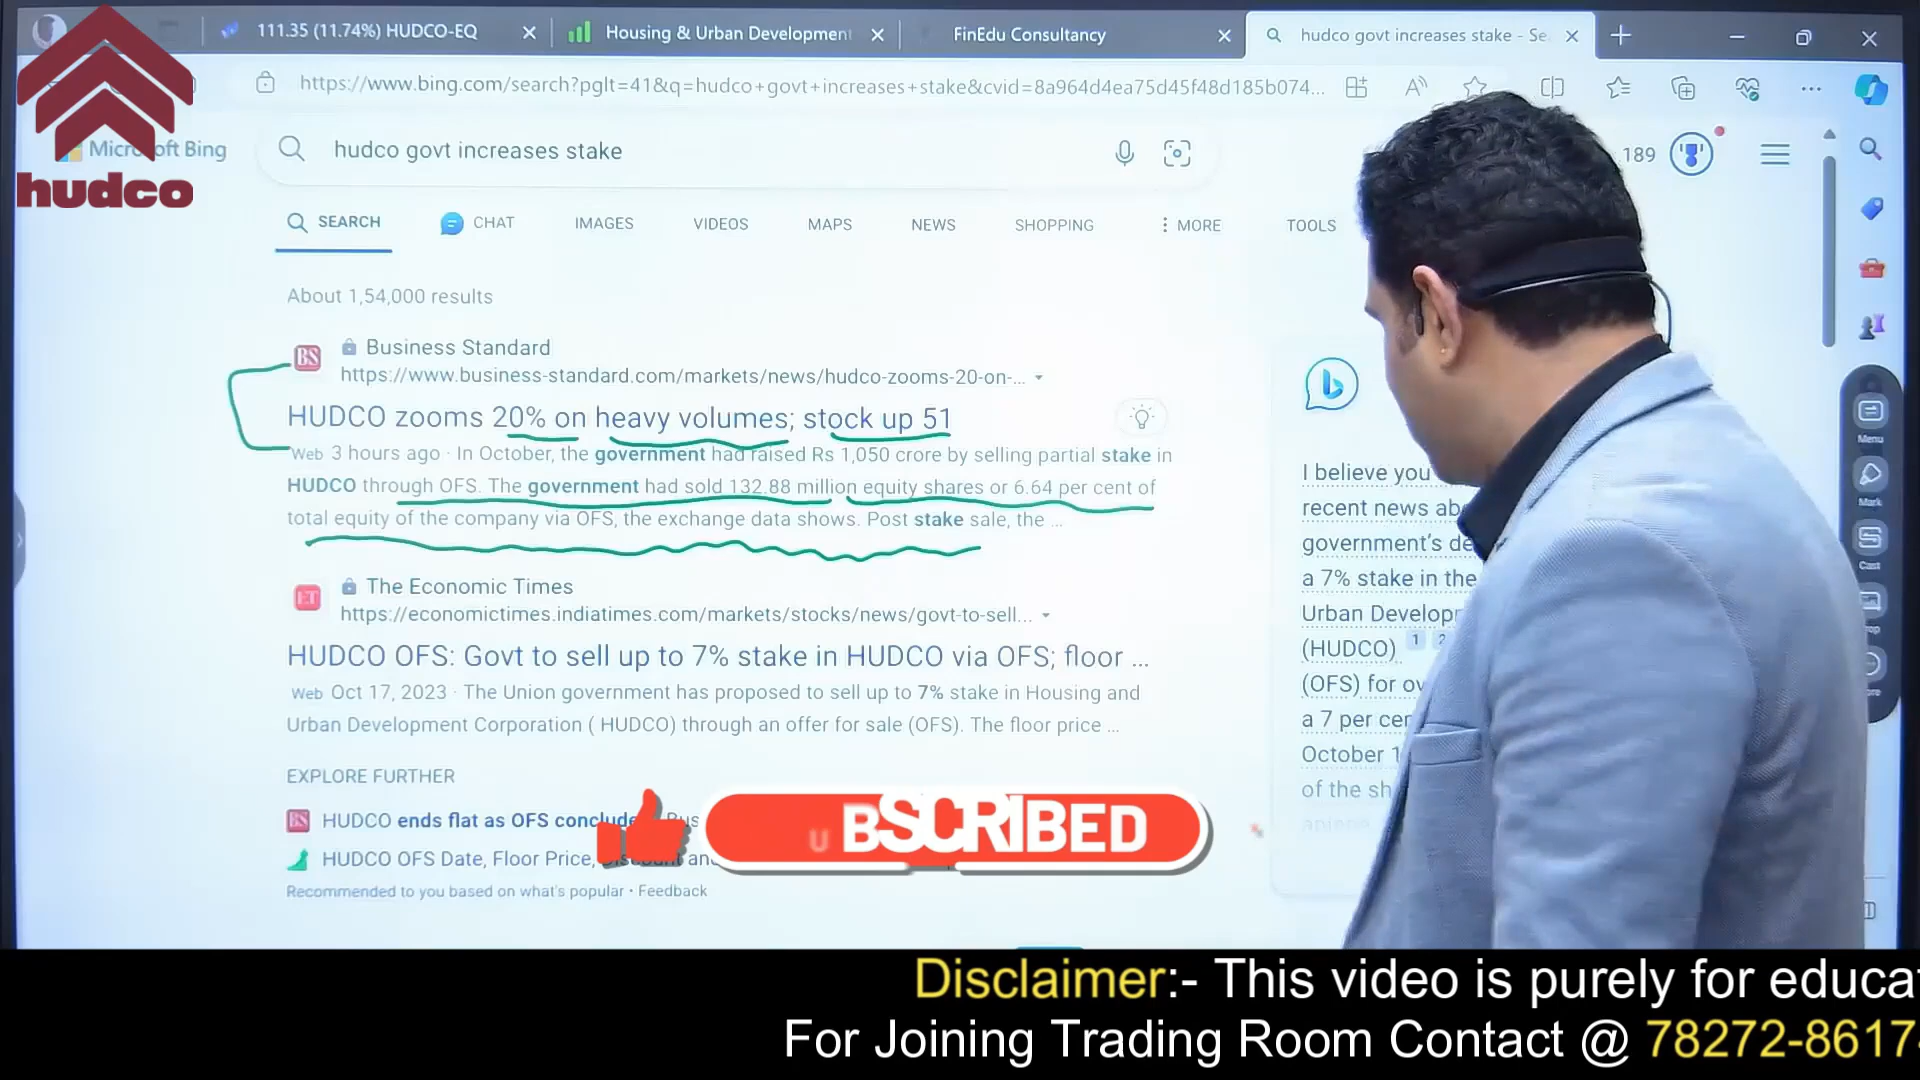 111.35 (11.74%) HUDCO-EQ
Housing & Urban Development
FinEdu Consultancy
hudco govt increases stake - Se
https://www.bing.com/search?pglt=41&q=hudco+govt+increases+stake&cvid=8a964d4ea75d45f48d185b074...
Microsoft Bing
hudco
hudco govt increases stake
189
SEARCH
CHAT
IMAGES
VIDEOS
MAPS
NEWS
SHOPPING
MORE
TOOLS
About 1,54,000 results
BS
Business Standard
https://www.business-standard.com/markets/news/hudco-zooms-20-on-...
HUDCO zooms 20% on heavy volumes; stock up 51
Web 3 hours ago · In October, the government had raised Rs 1,050 crore by selling partial stake in
HUDCO through OFS. The government had sold 132.88 million equity shares or 6.64 per cent of
total equity of the company via OFS, the exchange data shows. Post stake sale, the ...
ET
The Economic Times
https://economictimes.indiatimes.com/markets/stocks/news/govt-to-sell...
HUDCO OFS: Govt to sell up to 7% stake in HUDCO via OFS; floor ...
Web Oct 17, 2023 · The Union government has proposed to sell up to 7% stake in Housing and
Urban Development Corporation ( HUDCO) through an offer for sale (OFS). The floor price ...
EXPLORE FURTHER
BS
HUDCO ends flat as OFS conclude
HUDCO OFS Date, Floor Price,
Recommended to you based on what's popular · Feedback
I believe you
recent news
government's
a 7% stake in the
Urban
(HUDCO) 1 2
(OFS) for
a 7 per
October 1
of the
Menu
Mark
Cast
U BSCRIBED
Disclaimer:- This video is purely for educa
For Joining Trading Room Contact @ 78272-8617